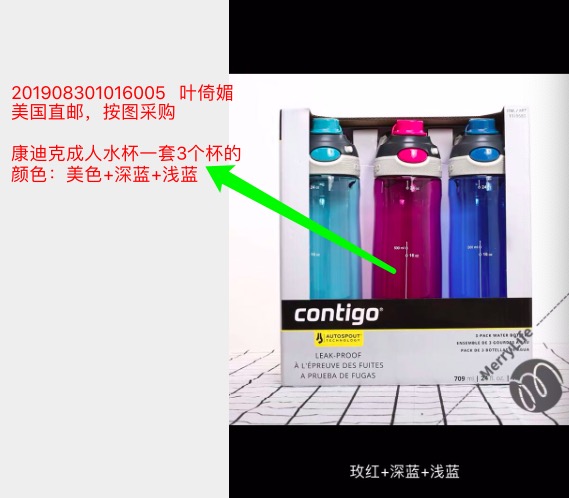 201908301016005 叶倚媚
美国直邮，按图采购
康迪克成人水杯一套3个杯的
颜色：美色+深蓝+浅蓝
contigo®
AUTOSPOUT
TECHNOLOGY
LEAK-PROOF
À L'ÉPREUVE DES FUITES
A PRUEBA DE FUGAS
3 PACK WATER
ENSEMBLE DE 3 GOURDES
PACK DE 3 BOTELLAS
709 ml
Merry-life
玫红+深蓝+浅蓝